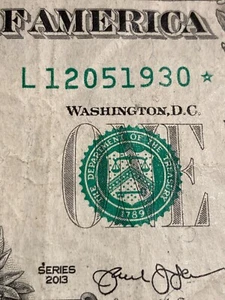 F AMERICA
L 12051930 ★
WASHINGTON, D.C.
ONE
THE DEPARTMENT OF THE TREASURY
1789
SERIES
2013